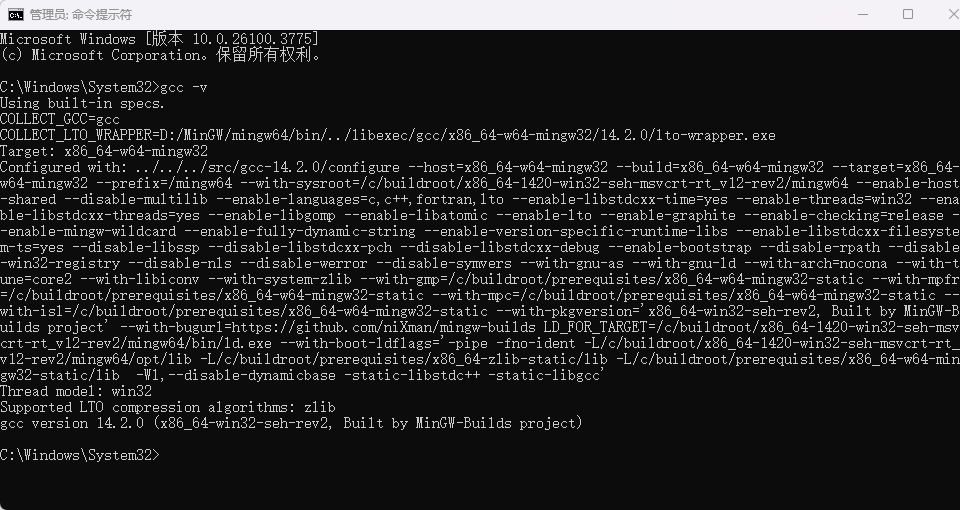 管理员: 命令提示符
Microsoft Windows [版本 10.0.26100.3775]
(c) Microsoft Corporation。保留所有权利。
C:\Windows\System32>gcc -v
Using built-in specs.
COLLECT_GCC=gcc
COLLECT_LTO_WRAPPER=D:/MinGW/mingw64/bin/../libexec/gcc/x86_64-w64-mingw32/14.2.0/lto-wrapper.exe
Target: x86_64-w64-mingw32
Configured with: ../../../src/gcc-14.2.0/configure --host=x86_64-w64-mingw32 --build=x86_64-w64-mingw32 --target=x86_64-
w64-mingw32 --prefix=/mingw64 --with-sysroot=/c/buildroot/x86_64-1420-win32-seh-msvcrt-rt_v12-rev2/mingw64 --enable-host
-shared --disable-multilib --enable-languages=c,c++,fortran,lto --enable-libstdcxx-time=yes --enable-threads=win32 --ena
ble-libstdcxx-threads=yes --enable-libgomp --enable-libatomic --enable-lto --enable-graphite --enable-checking=release -
-enable-mingw-wildcard --enable-fully-dynamic-string --enable-version-specific-runtime-libs --enable-libstdcxx-filesyste
m-ts=yes --disable-libssp --disable-libstdcxx-pch --disable-libstdcxx-debug --enable-bootstrap --disable-rpath --disable
-win32-registry --disable-nls --disable-werror --disable-symvers --with-gnu-as --with-gnu-ld --with-arch=nocona --with-t
une=core2 --with-libiconv --with-system-zlib --with-gmp=/c/buildroot/prerequisites/x86_64-w64-mingw32-static --with-mpfr
=/c/buildroot/prerequisites/x86_64-w64-mingw32-static --with-mpc=/c/buildroot/prerequisites/x86_64-w64-mingw32-static --
with-isl=/c/buildroot/prerequisites/x86_64-w64-mingw32-static --with-pkgversion='x86_64-win32-seh-rev2, Built by MinGW-B
uilds project' --with-bugurl=https://github.com/niXman/mingw-builds LD_FOR_TARGET=/c/buildroot/x86_64-1420-win32-seh-msv
crt-rt_v12-rev2/mingw64/bin/ld.exe --with-boot-ldflags='-pipe -fno-ident -L/c/buildroot/x86_64-1420-win32-seh-msvcrt-rt_
v12-rev2/mingw64/opt/lib -L/c/buildroot/prerequisites/x86_64-zlib-static/lib -L/c/buildroot/prerequisites/x86_64-w64-min
gw32-static/lib  -Wl,--disable-dynamicbase -static-libstdc++ -static-libgcc'
Thread model: win32
Supported LTO compression algorithms: zlib
gcc version 14.2.0 (x86_64-win32-seh-rev2, Built by MinGW-Builds project)
C:\Windows\System32>